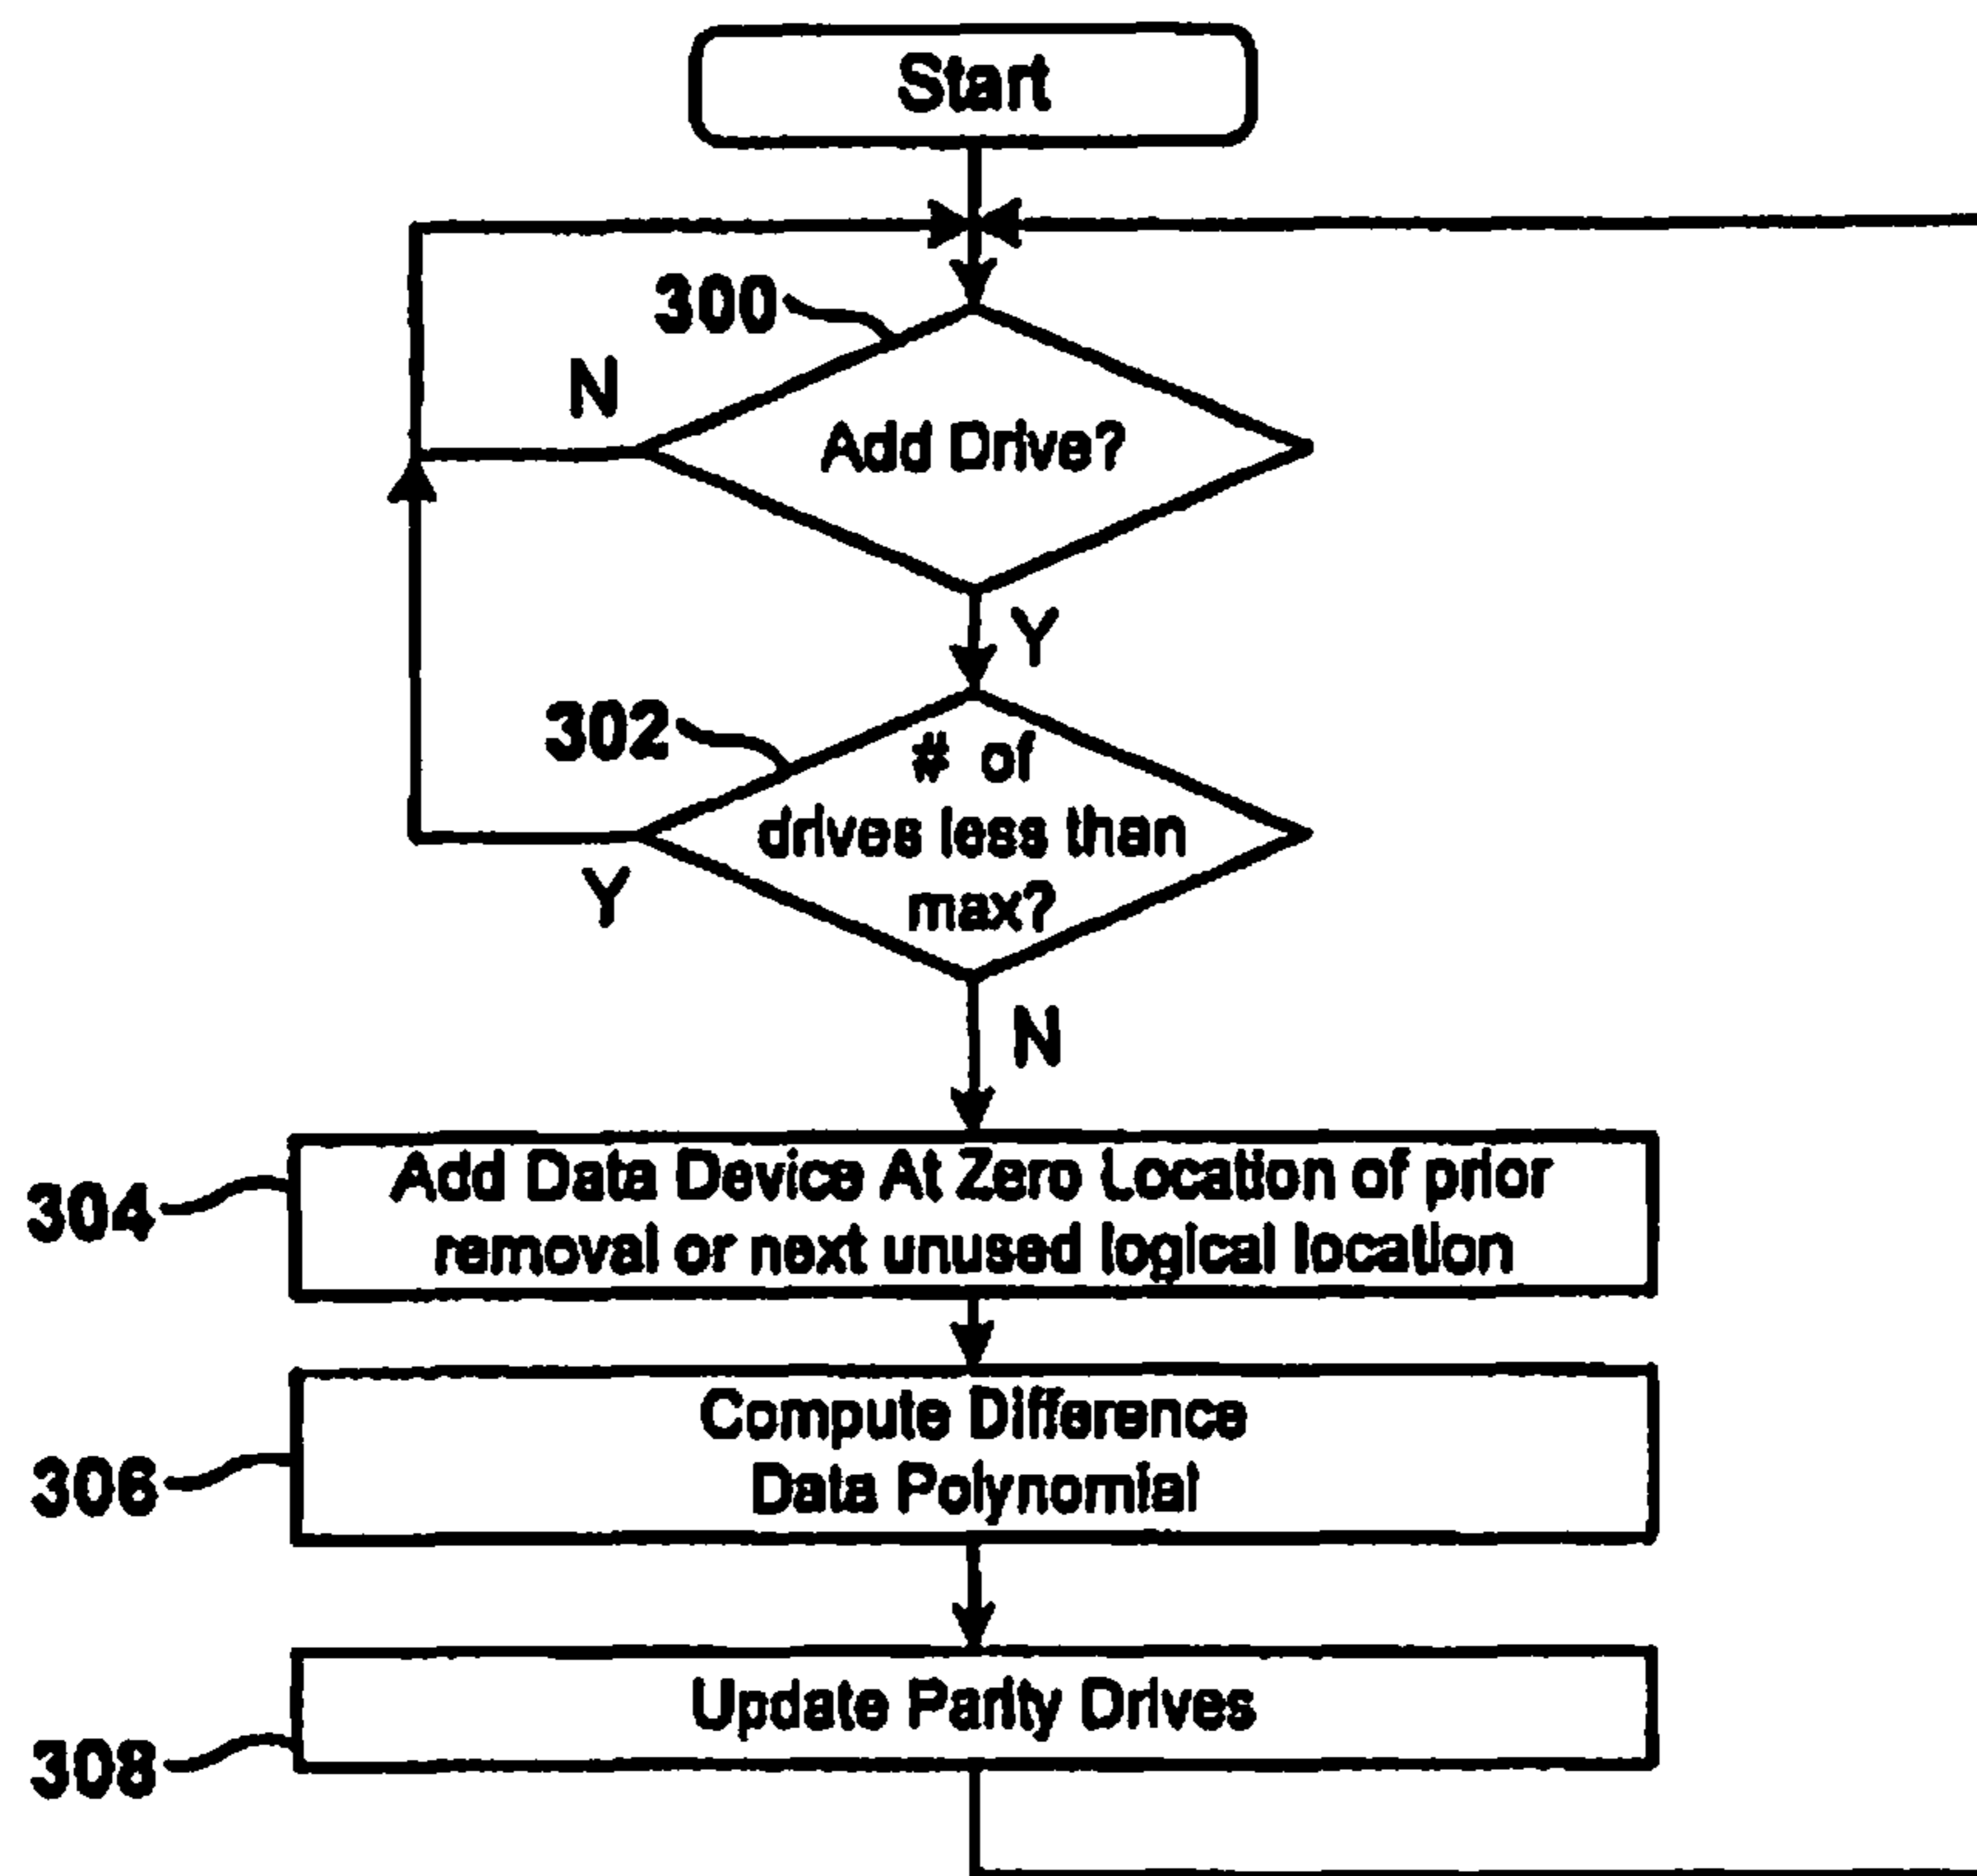 Start
300
N
Add Drive?
Y
302
# of
drives less than
max?
Y
N
304
Add Data Device At Zero Location of prior
removal or next unused logical location
306
Compute Difference
Data Polynomial
308
Update Parity Drives